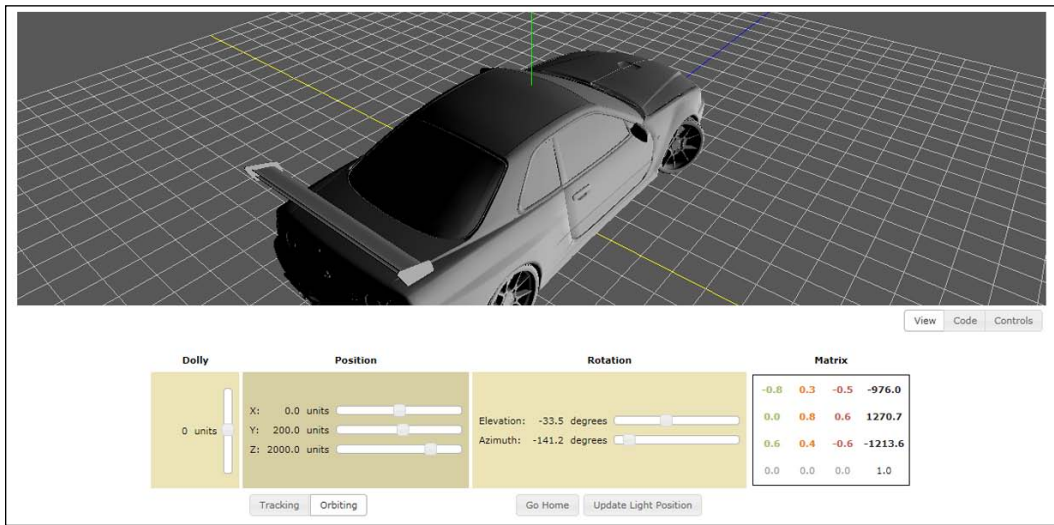 View Code Controls
Dolly Position Rotation Matrix
0 units
X: 0.0 units
Y: 200.0 units
Z: 2000.0 units
Elevation: -33.5 degrees
Azimuth: -141.2 degrees
-0.8 0.3 -0.5 -976.0
0.0 0.8 0.6 1270.7
0.6 0.4 -0.6 -1213.6
0.0 0.0 0.0 1.0
Tracking Orbiting Go Home Update Light Position